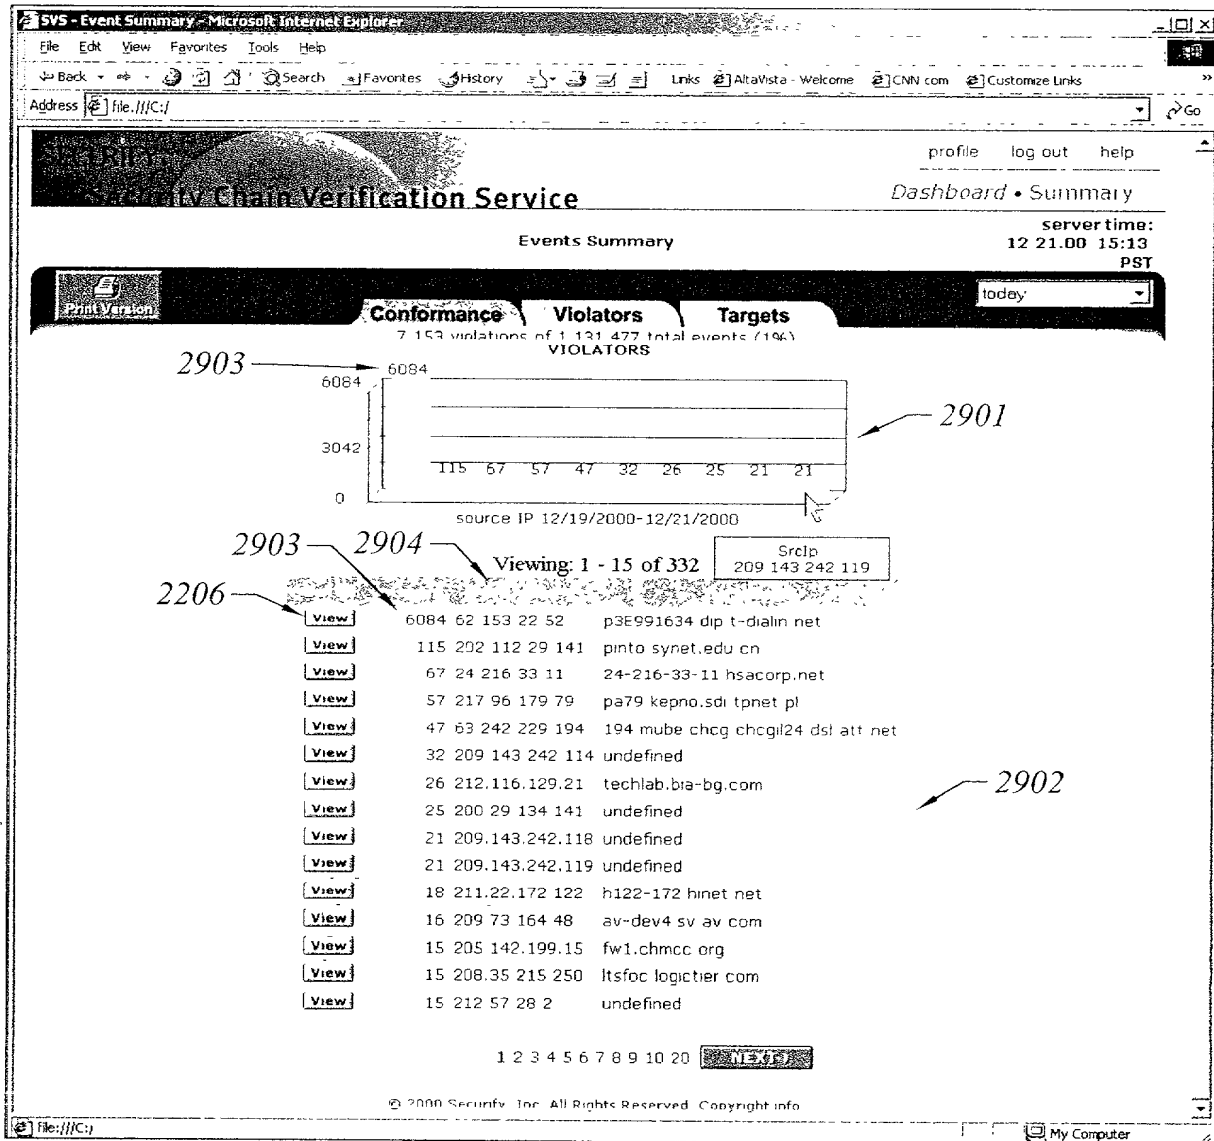 SVS - Event Summary - Microsoft Internet Explorer
File Edit View Favorites Tools Help
Back Search Favorites History Links AltaVista - Welcome CNN com Customize Links »
Address file:///C:/ Go
SECURIFY
profile log out help
Security Chain Verification Service
Dashboard • Summary
Events Summary
server time:
12 21.00 15:13
PST
Print Version
today
Conformance Violators Targets
7 153 violations of 1 131 477 total events (1%)
VIOLATORS
2903
6084
6084
2901
3042
115 67 57 47 32 26 25 21 21
0
source IP 12/19/2000-12/21/2000
2903 2904
Viewing: 1 - 15 of 332
SrcIp
209 143 242 119
2206
View 6084 62 153 22 52 p3E991634 dip t-dialin net
View 115 202 112 29 141 pinto synet.edu cn
View 67 24 216 33 11 24-216-33-11 hsacorp.net
View 57 217 96 179 79 pa79 kepno.sdi tpnet pl
View 47 63 242 229 194 194 mube chcg chcgil24 dsl att net
View 32 209 143 242 114 undefined
View 26 212.116.129.21 techlab.bia-bg.com
2902
View 25 200 29 134 141 undefined
View 21 209.143.242.118 undefined
View 21 209.143.242.119 undefined
View 18 211.22.172 122 h122-172 hinet net
View 16 209 73 164 48 av-dev4 sv av com
View 15 205 142.199.15 fw1.chmcc org
View 15 208.35 215 250 ltsfoc logictier com
View 15 212 57 28 2 undefined
1 2 3 4 5 6 7 8 9 10 20 NEXT
© 2000 Securify, Inc. All Rights Reserved Copyright info
file:///C:/ My Computer